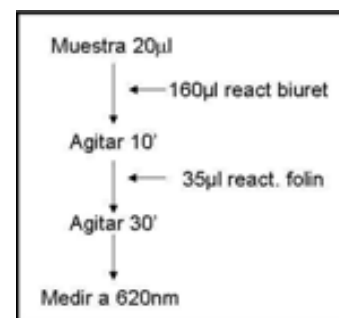 Muestra 20µl
160µl react biuret
Agitar 10'
35µl react. folin
Agitar 30'
Medir a 620nm